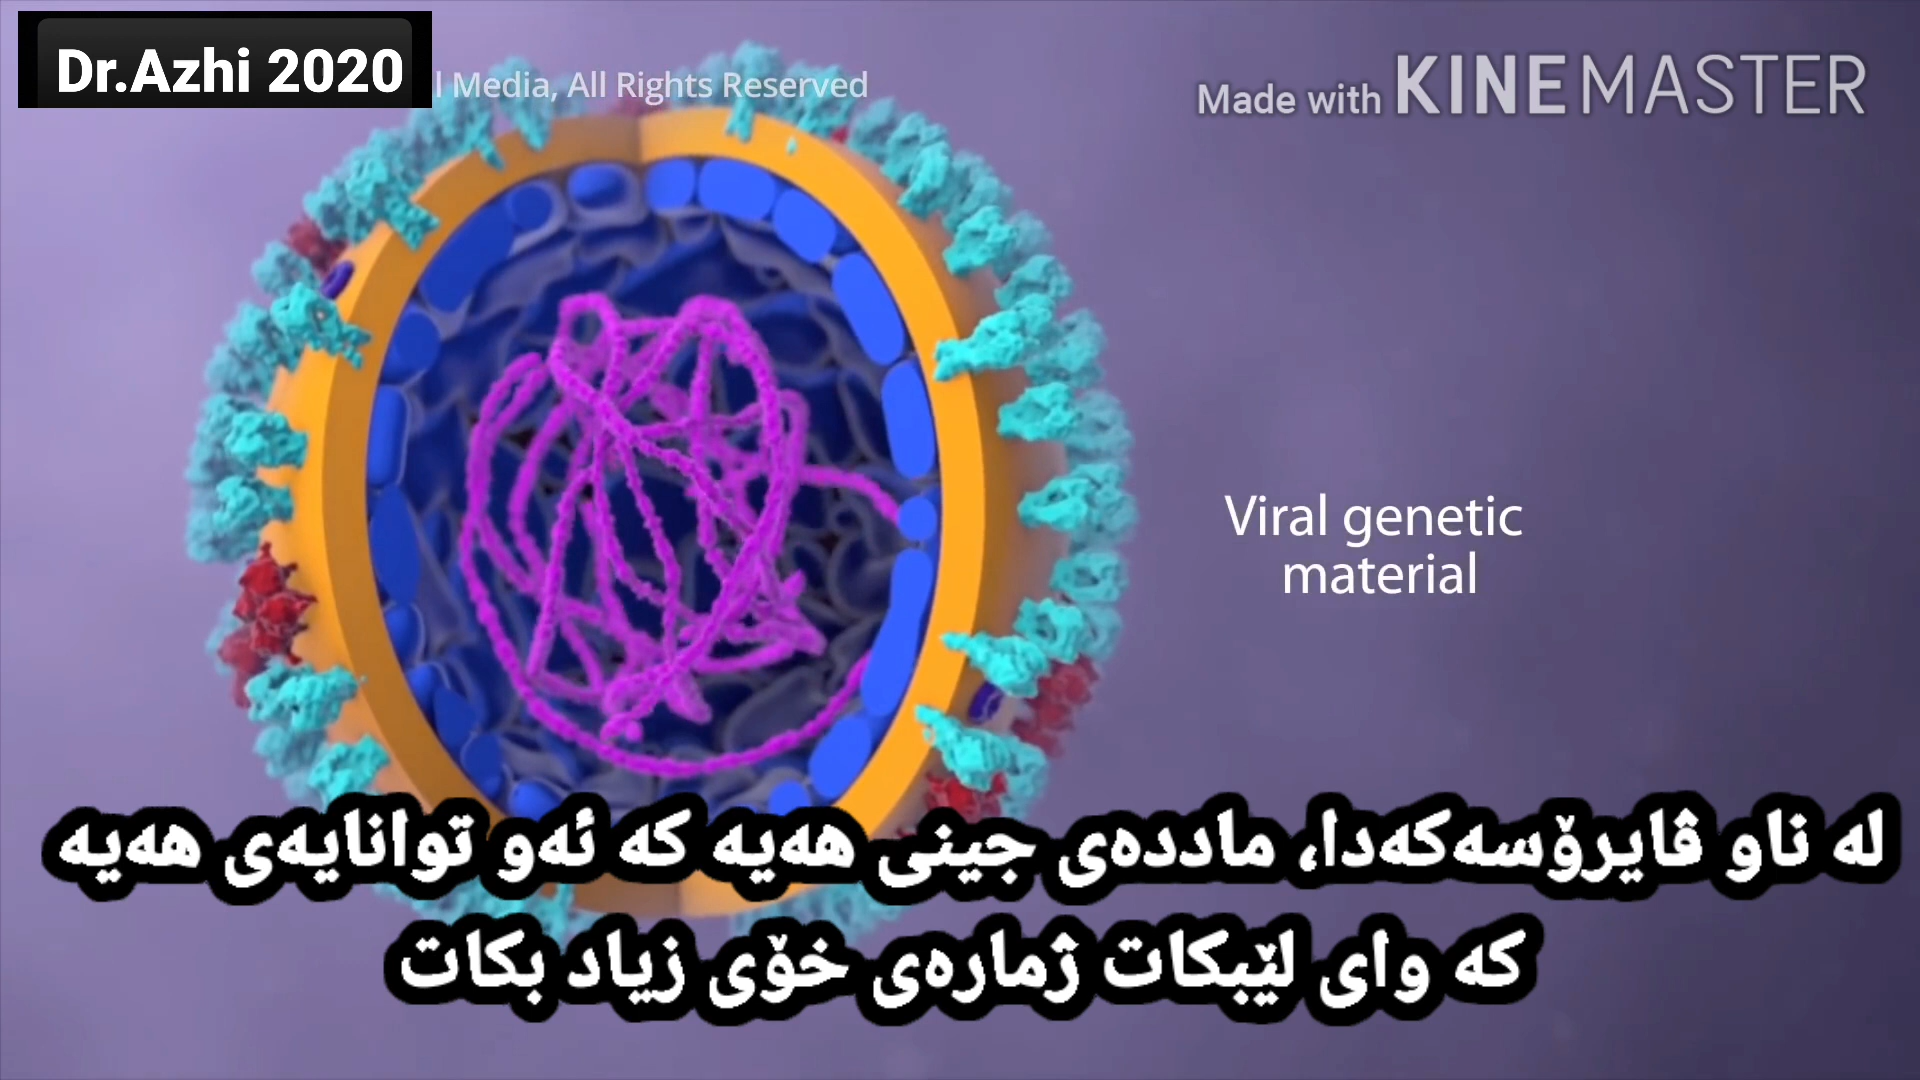 Dr.Azhi 2020
l Media, All Rights Reserved
Made with KINEMASTER
Viral genetic
material
لە ناو ڤایرۆسەکەدا، ماددەی جینی هەیە کە ئەو توانایەی هەیە
کە وای لێبکات ژمارەی خۆی زیاد بکات